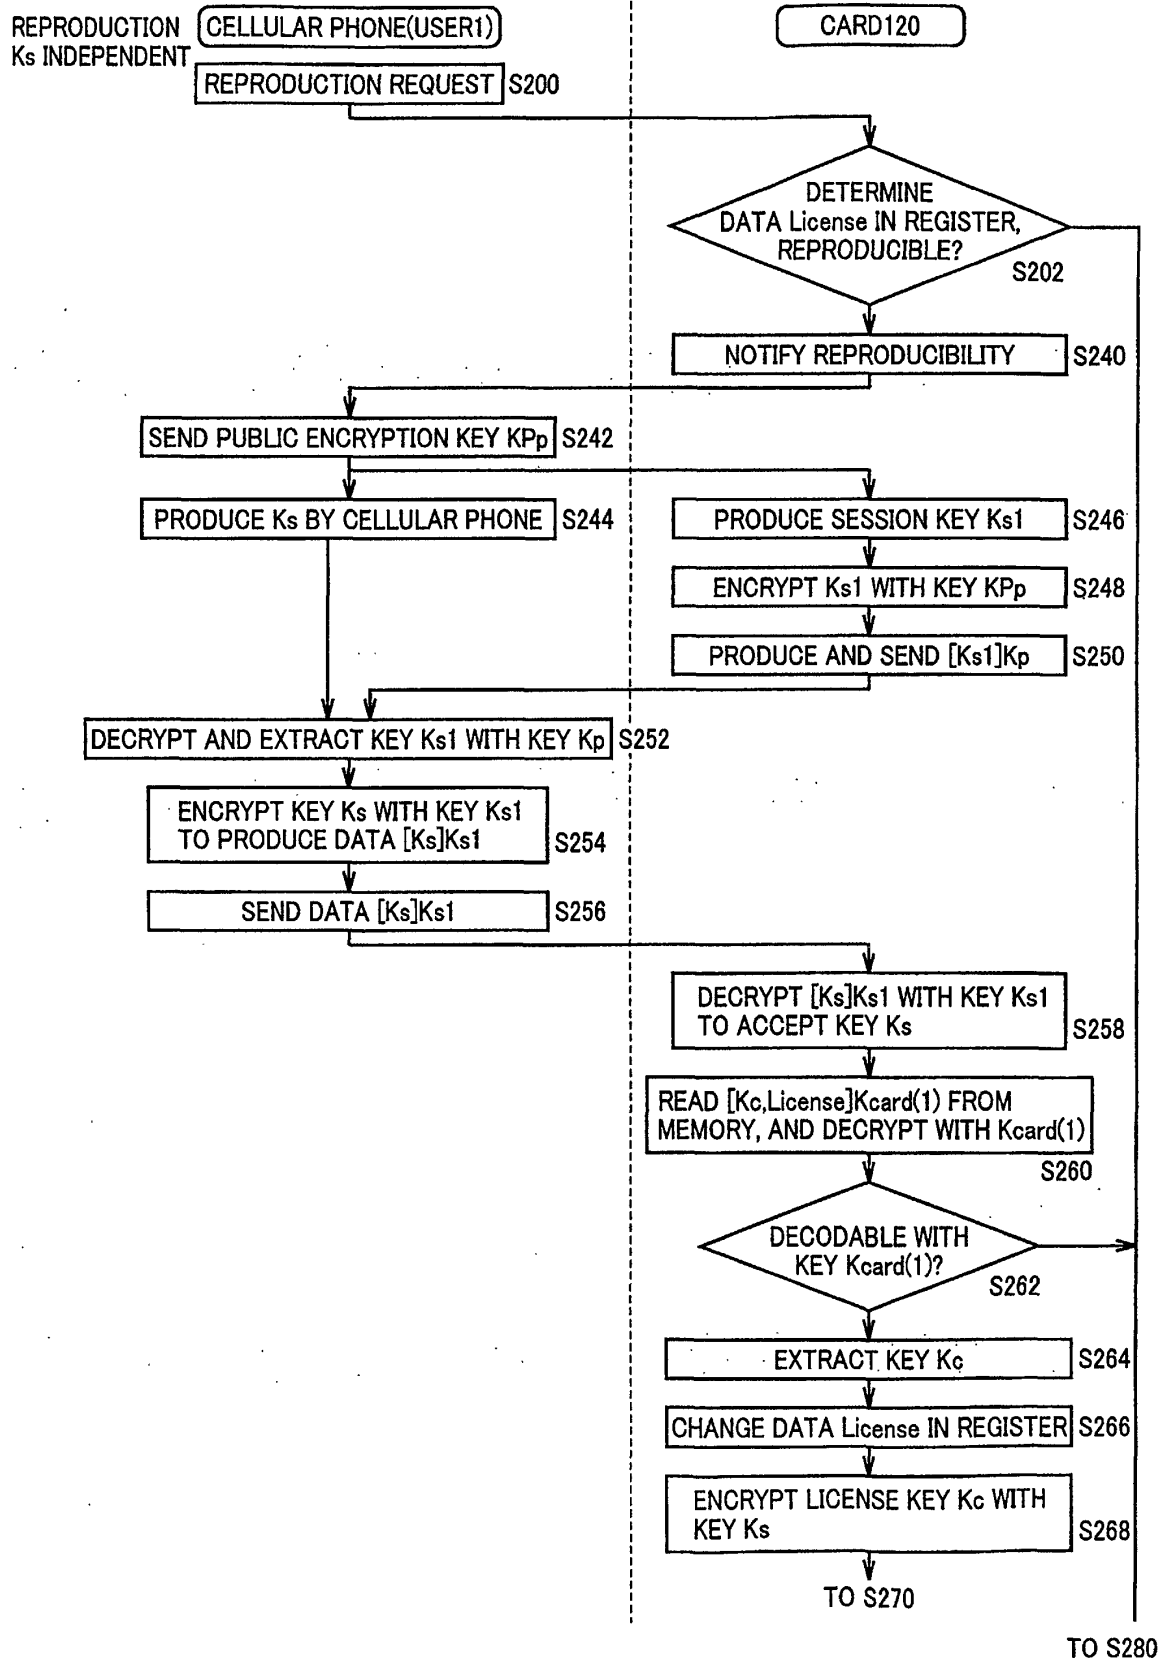 REPRODUCTION
Ks INDEPENDENT
CELLULAR PHONE(USER1)
CARD120
REPRODUCTION REQUEST
S200
DETERMINE
DATA License IN REGISTER,
REPRODUCIBLE?
S202
NOTIFY REPRODUCIBILITY
S240
SEND PUBLIC ENCRYPTION KEY KPp
S242
PRODUCE Ks BY CELLULAR PHONE
S244
PRODUCE SESSION KEY Ks1
S246
ENCRYPT Ks1 WITH KEY KPp
S248
PRODUCE AND SEND [Ks1]Kp
S250
DECRYPT AND EXTRACT KEY Ks1 WITH KEY Kp
S252
ENCRYPT KEY Ks WITH KEY Ks1
TO PRODUCE DATA [Ks]Ks1
S254
SEND DATA [Ks]Ks1
S256
DECRYPT [Ks]Ks1 WITH KEY Ks1
TO ACCEPT KEY Ks
S258
READ [Kc,License]Kcard(1) FROM
MEMORY, AND DECRYPT WITH Kcard(1)
S260
DECODABLE WITH
KEY Kcard(1)?
S262
EXTRACT KEY Kc
S264
CHANGE DATA License IN REGISTER
S266
ENCRYPT LICENSE KEY Kc WITH
KEY Ks
S268
TO S270
TO S280